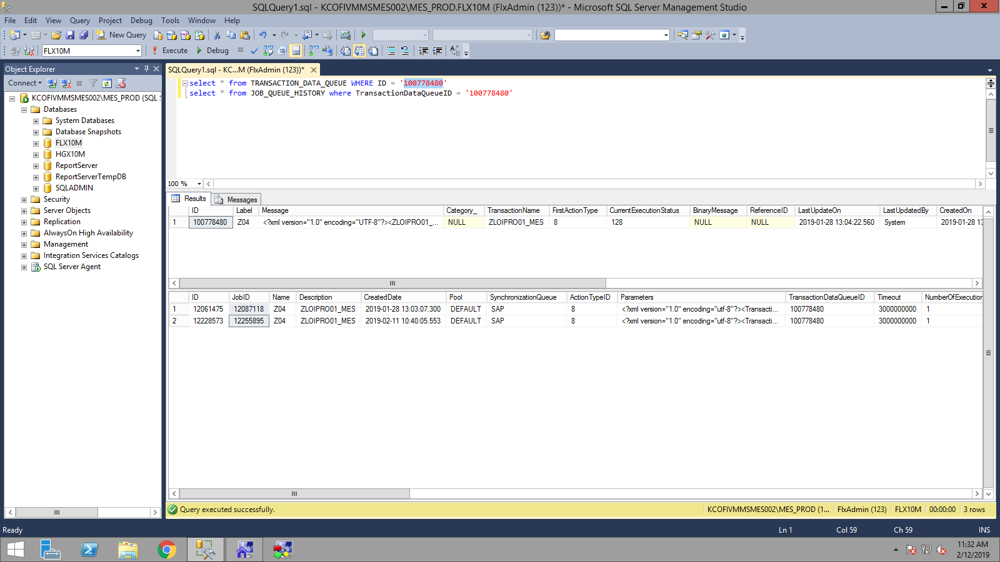 SQLQuery1.sql - KCOFIVMMSMES002\MES_PROD.FLX10M (FlxAdmin (123))* - Microsoft SQL Server Management Studio
File Edit View Query Project Debug Tools Window Help
New Query
FLX10M Execute Debug
Object Explorer
SQLQuery1.sql - KC...M (FlxAdmin (123))*
Connect
KCOFIVMMSMES002\MES_PROD (SQL
Databases
System Databases
Database Snapshots
FLX10M
HGX10M
ReportServer
ReportServerTempDB
SQLADMIN
Security
Server Objects
Replication
AlwaysOn High Availability
Management
Integration Services Catalogs
SQL Server Agent
select * from TRANSACTION_DATA_QUEUE WHERE ID = '100778480'
select * from JOB_QUEUE_HISTORY where TransactionDataQueueID = '100778480'
100 %
Results Messages
ID Label Message Category_ TransactionName FirstActionType CurrentExecutionStatus BinaryMessage ReferenceID LastUpdateOn LastUpdatedBy CreatedOn
1 100778480 Z04 <?xml version="1.0" encoding="UTF-8"?><ZLOIPRO01_... NULL ZLOIPRO01_MES 8 128 NULL NULL 2019-01-28 13:04:22.560 System 2019-01-28 13
ID JobID Name Description CreatedDate Pool SynchronizationQueue ActionTypeID Parameters TransactionDataQueueID Timeout NumberOfExecution
1 12061475 12087118 Z04 ZLOIPRO01_MES 2019-01-28 13:03:07.300 DEFAULT SAP 8 <?xml version="1.0" encoding="utf-8"?><Transacti... 100778480 3000000000 1
2 12228573 12255895 Z04 ZLOIPRO01_MES 2019-02-11 10:40:05.553 DEFAULT SAP 8 <?xml version="1.0" encoding="utf-8"?><Transacti... 100778480 3000000000 1
Query executed successfully. KCOFIVMMSMES002\MES_PROD (1... FlxAdmin (123) FLX10M 00:00:00 3 rows
Ready Ln 1 Col 59 Ch 59 INS
11:32 AM
2/12/2019